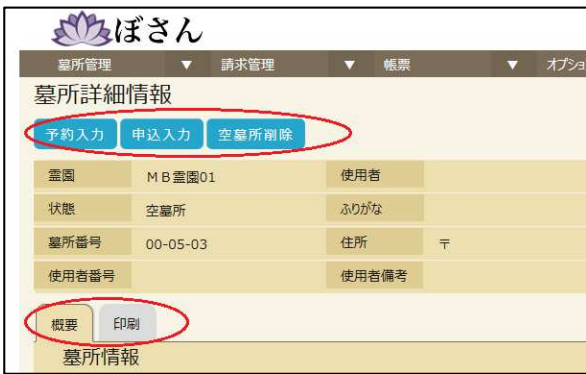 ぼさん
墓所管理 ▼ 請求管理 ▼ 帳票 ▼ オプショ
墓所詳細情報
予約入力 申込入力 空墓所削除
霊園 MB霊園01 使用者
状態 空墓所 ふりがな
墓所番号 00-05-03 住所 〒
使用者番号 使用者備考
概要 印刷
墓所情報